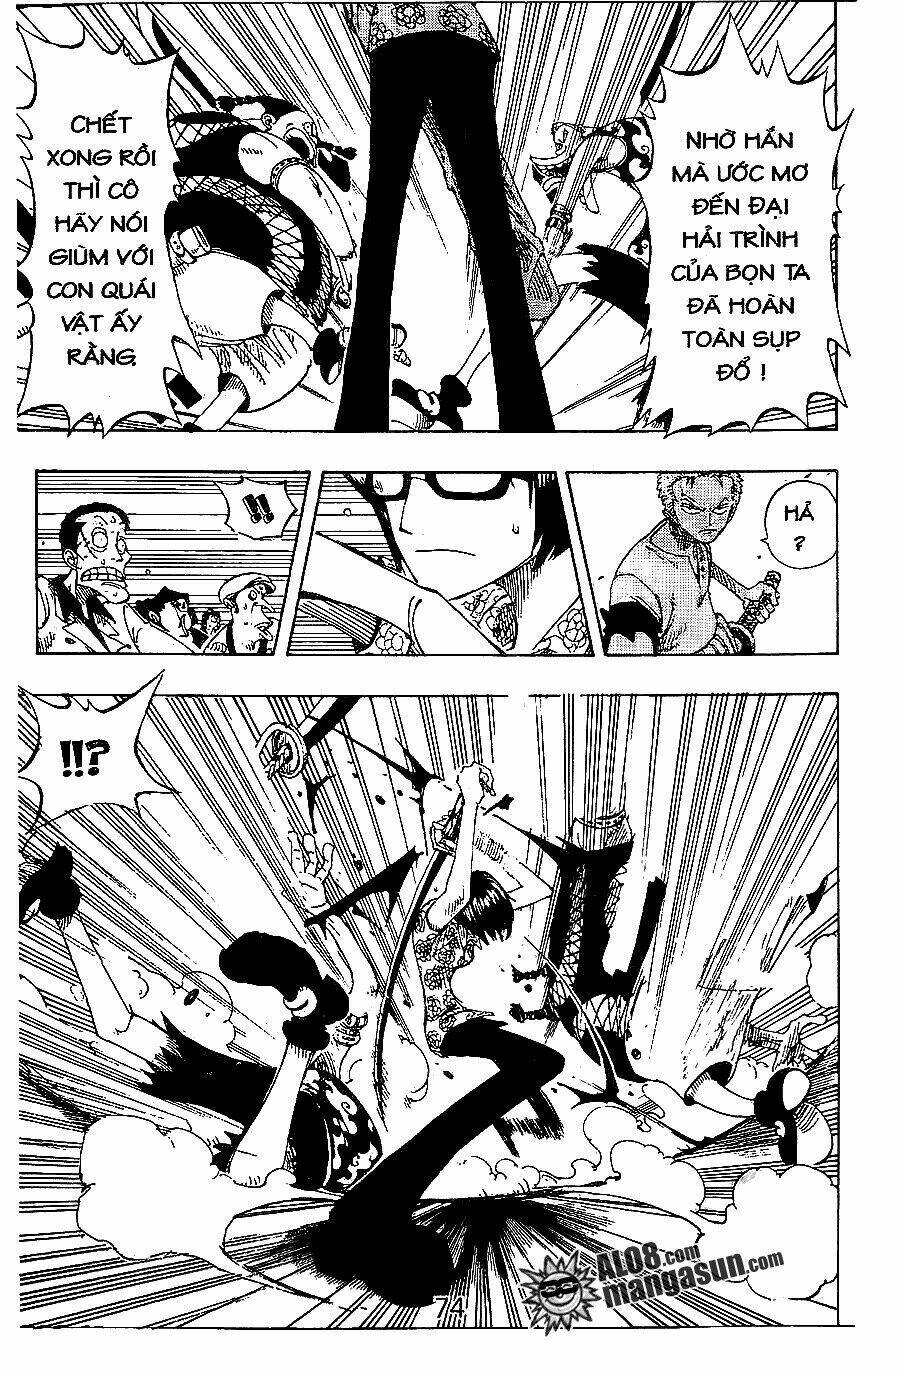 NHỜ HẮN
MÀ ƯỚC MƠ
ĐẾN ĐẠI
HẢI TRÌNH
CỦA BỌN TA
ĐÃ HOÀN
TOÀN SỤP
ĐỔ !
CHẾT
XONG RỒI
THÌ CÔ
HÃY NÓI
GIÙM VỚI
CON QUÁI
VẬT ẤY
RẰNG
HẢ
?
!!
!!?
74
ALO8.com
mangasun.com